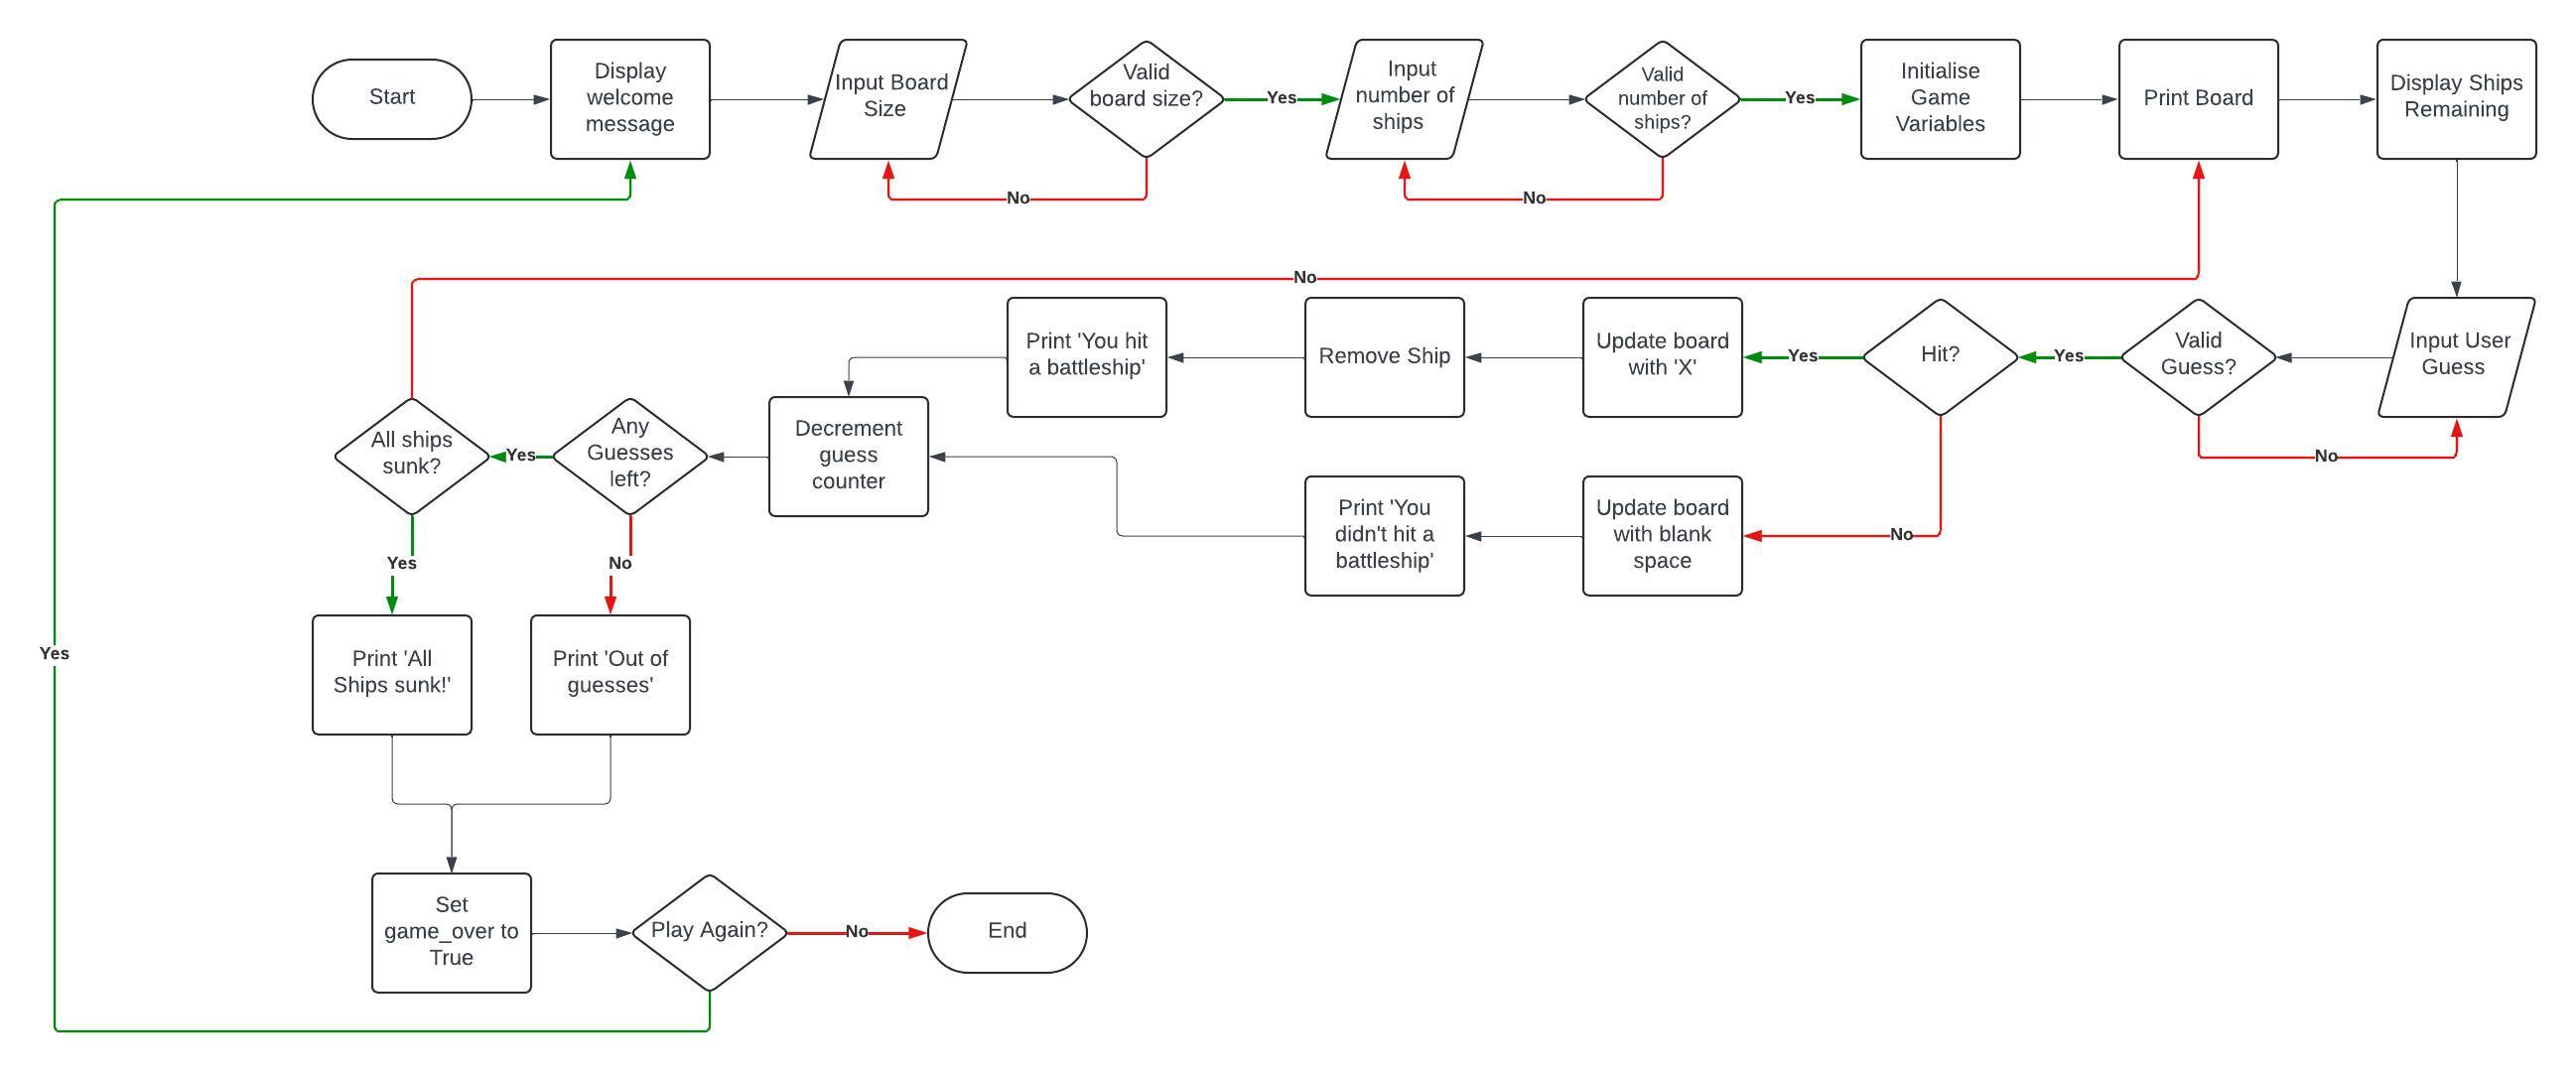 Start
Display
welcome
message
Input Board
Size
Valid
board size?
Yes
Input
number of
ships
Valid
number of
ships?
Yes
Initialise
Game
Variables
Print Board
Display Ships
Remaining
No
No
No
Print 'You hit
a battleship'
Remove Ship
Update board
with 'X'
Yes
Hit?
Yes
Valid
Guess?
Input User
Guess
All ships
sunk?
Yes
Any
Guesses
left?
Decrement
guess
counter
No
Print 'You
didn't hit a
battleship'
Update board
with blank
space
No
Yes
No
Yes
Print 'All
Ships sunk!'
Print 'Out of
guesses'
Set
game_over to
True
Play Again?
No
End